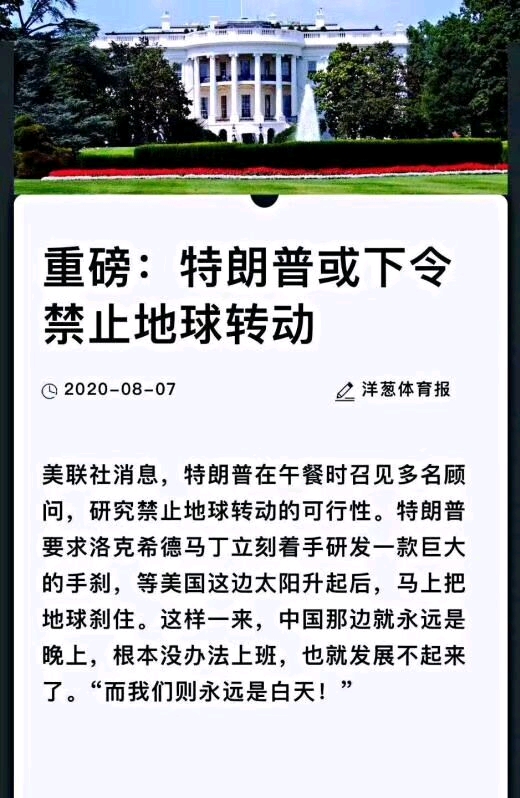 重磅：特朗普或下令
禁止地球转动
2020-08-07 洋葱体育报
美联社消息，特朗普在午餐时召见多名顾
问，研究禁止地球转动的可行性。特朗普
要求洛克希德马丁立刻着手研发一款巨大
的手刹，等美国这边太阳升起后，马上把
地球刹住。这样一来，中国那边就永远是
晚上，根本没办法上班，也就发展不起来
了。“而我们则永远是白天！”